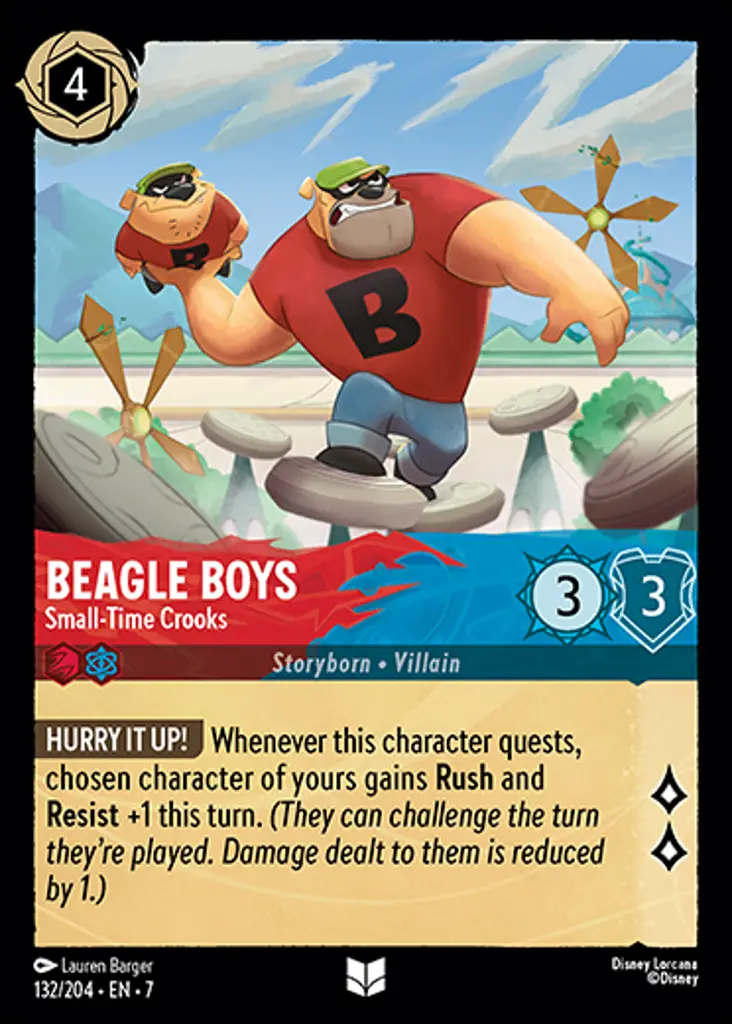 4
B
B
BEAGLE BOYS
Small-Time Crooks
3
3
Storyborn • Villain
HURRY IT UP! Whenever this character quests,
chosen character of yours gains Rush and
Resist +1 this turn. (They can challenge the turn
they're played. Damage dealt to them is reduced
by 1.)
Lauren Barger
132/204 • EN • 7
Disney Lorcana
©Disney